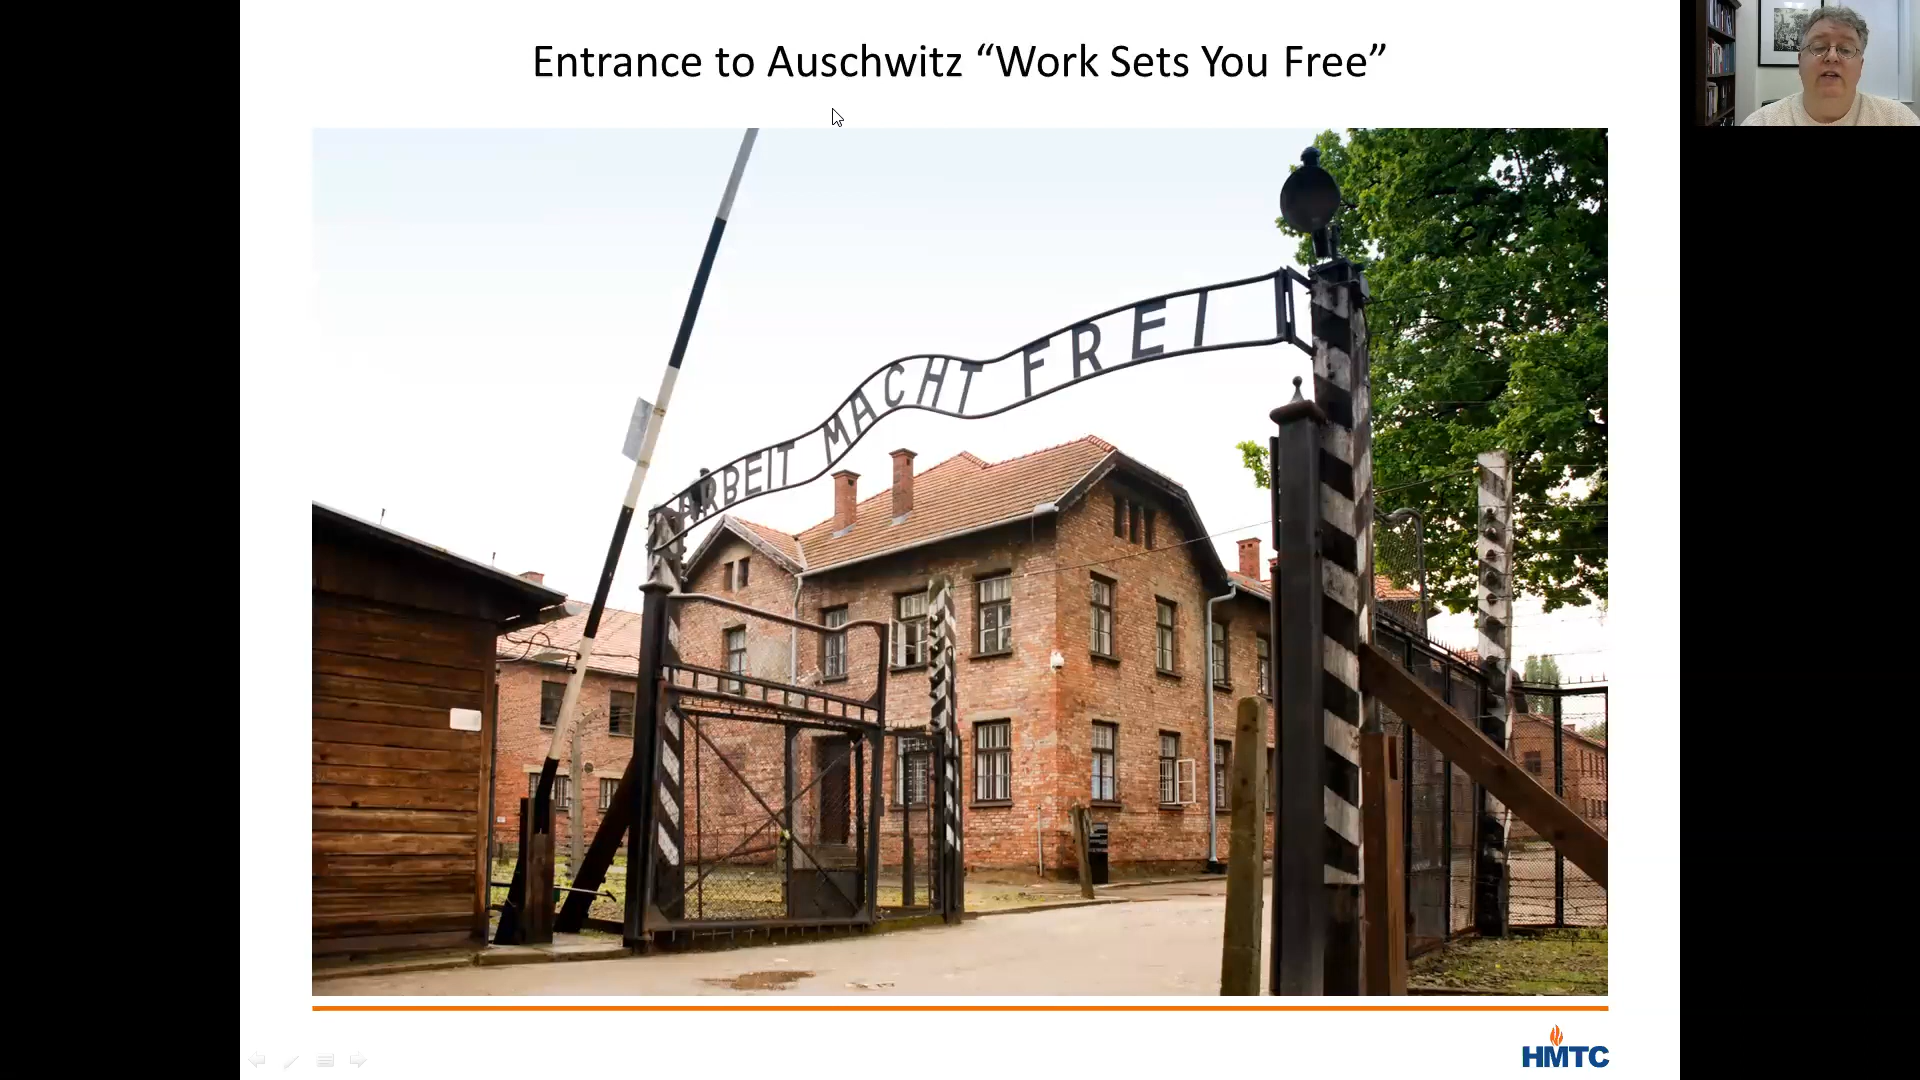 Entrance to Auschwitz “Work Sets You Free”
ARBEIT MACHT FREI
HMTC